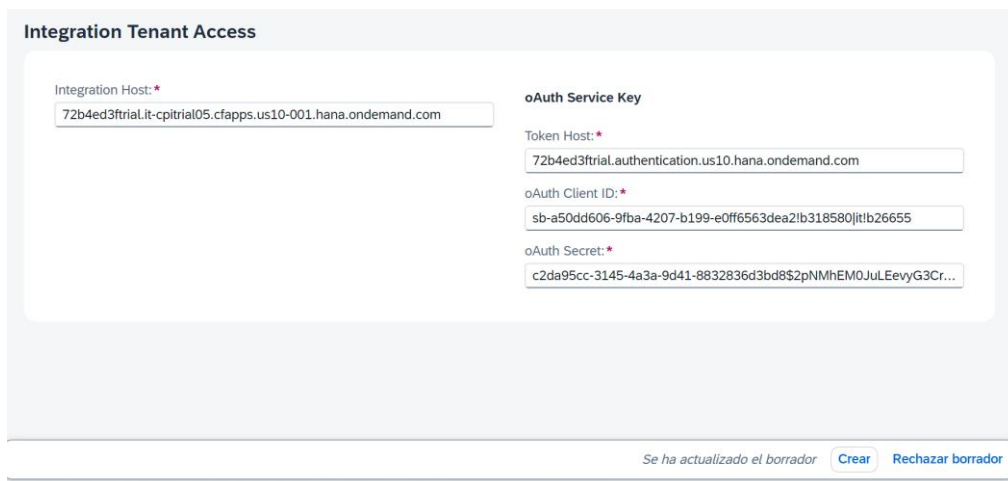 Integration Tenant Access
Integration Host:*
72b4ed3ftrial.it-cpitrial05.cfapps.us10-001.hana.ondemand.com
oAuth Service Key
Token Host:*
72b4ed3ftrial.authentication.us10.hana.ondemand.com
oAuth Client ID:*
sb-a50dd606-9fba-4207-b199-e0ff6563dea2!b318580|it!b26655
oAuth Secret:*
c2da95cc-3145-4a3a-9d41-8832836d3bd8$2pNMhEM0JuLEevyG3Cr...
Se ha actualizado el borrador Crear Rechazar borrador